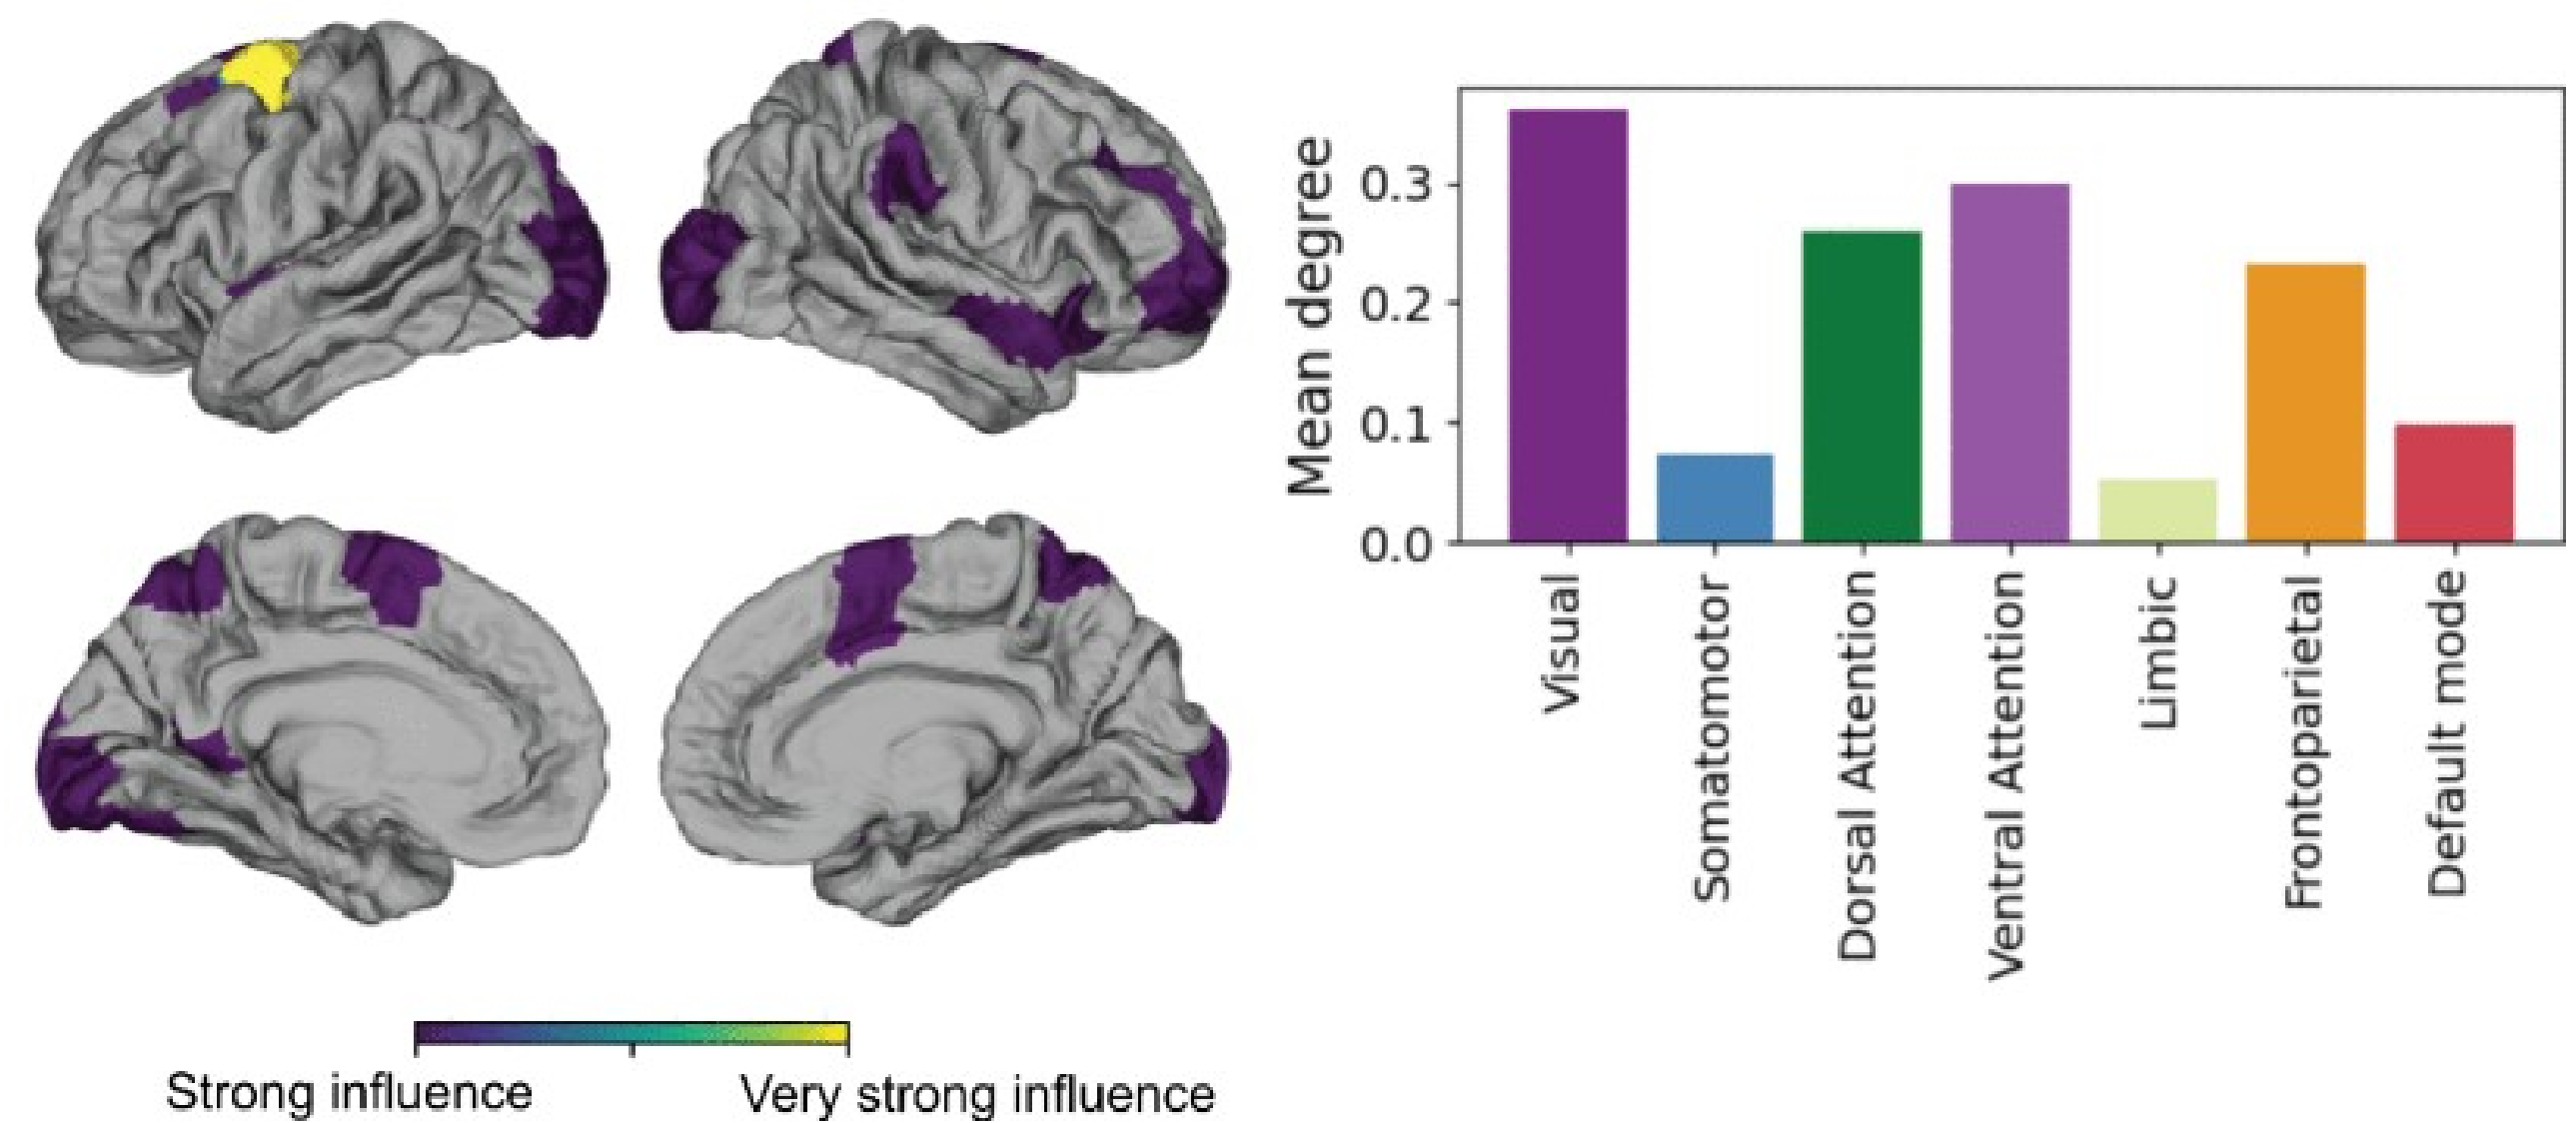 Mean degree
0.3
0.2
0.1
0.0
Visual
Somatomotor
Dorsal Attention
Ventral Attention
Limbic
Frontoparietal
Default mode
Strong influence
Very strong influence